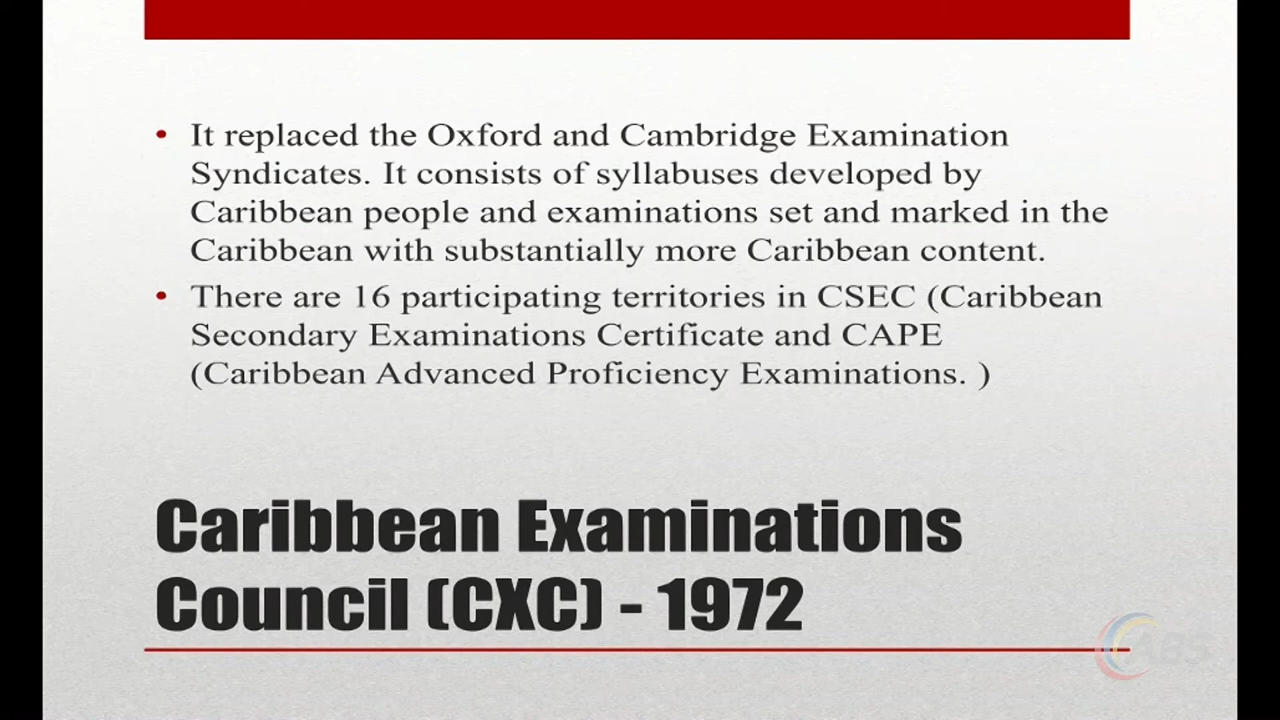 • It replaced the Oxford and Cambridge Examination
Syndicates. It consists of syllabuses developed by
Caribbean people and examinations set and marked in the
Caribbean with substantially more Caribbean content.
• There are 16 participating territories in CSEC (Caribbean
Secondary Examinations Certificate and CAPE
(Caribbean Advanced Proficiency Examinations. )
Caribbean Examinations
Council (CXC) - 1972
ABS